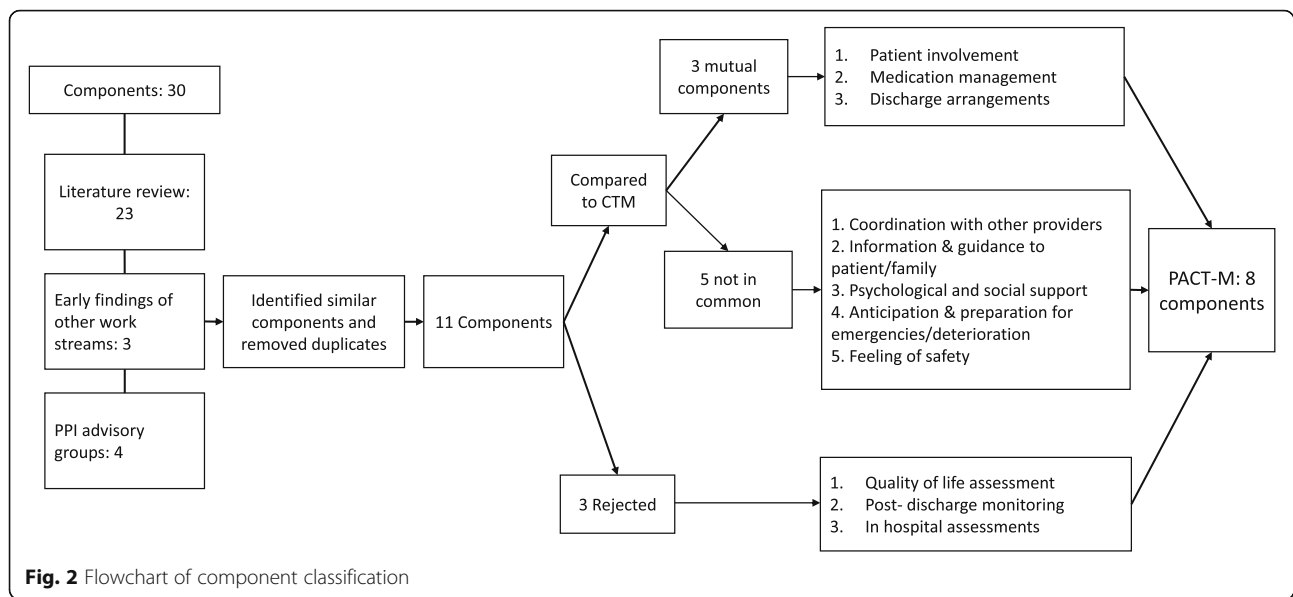 Components: 30
Literature review:
23
Early findings of
other work
streams: 3
PPI advisory
groups: 4
Identified similar
components and
removed duplicates
11 Components
Compared
to CTM
3 mutual
components
1. Patient involvement
2. Medication management
3. Discharge arrangements
5 not in
common
1. Coordination with other providers
2. Information & guidance to
patient/family
3. Psychological and social support
4. Anticipation & preparation for
emergencies/deterioration
5. Feeling of safety
3 Rejected
1. Quality of life assessment
2. Post- discharge monitoring
3. In hospital assessments
PACT-M: 8
components
Fig. 2 Flowchart of component classification